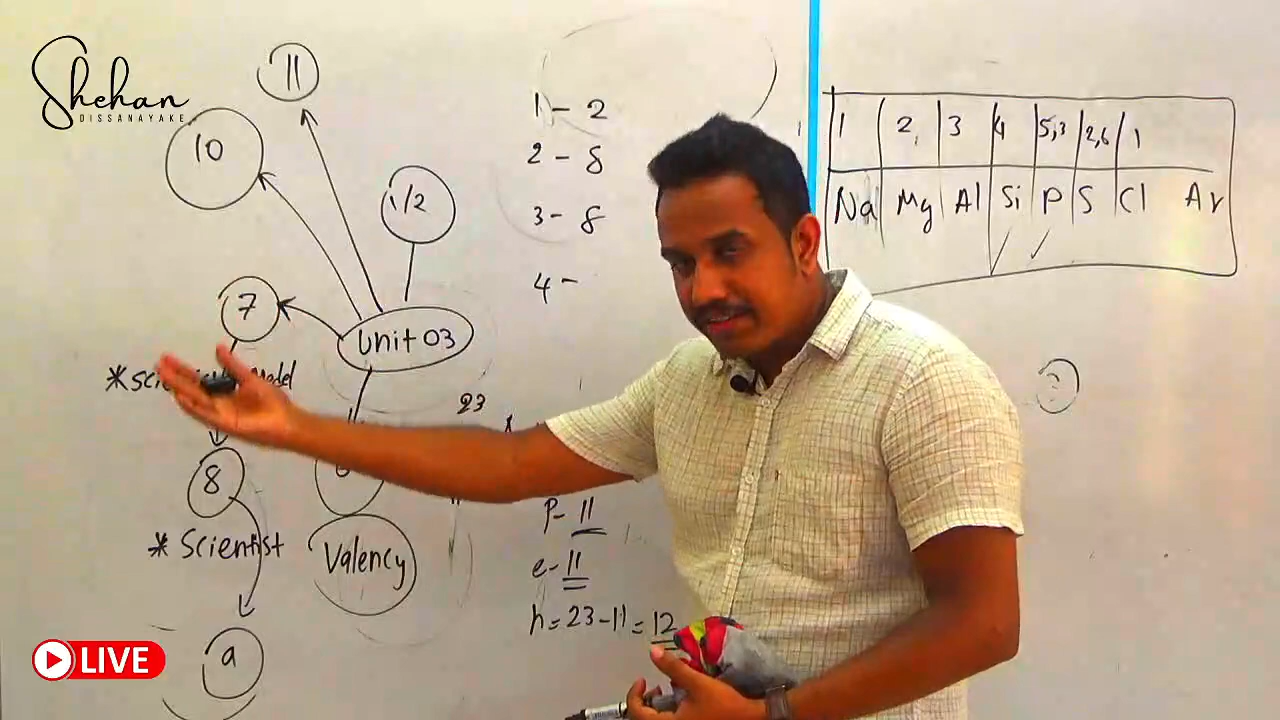 Shehan
DISSANAYAKE
11
10
1/2
7
Unit 03
8
* Scientist
Valency
a
LIVE
1 - 2
2 - 8
3 - 8
4 -
23
P - 11
e - 11
n = 23 - 11 = 12
1 2, 3 4 5,3 2,6 1
Na Mg Al Si P S Cl Ar